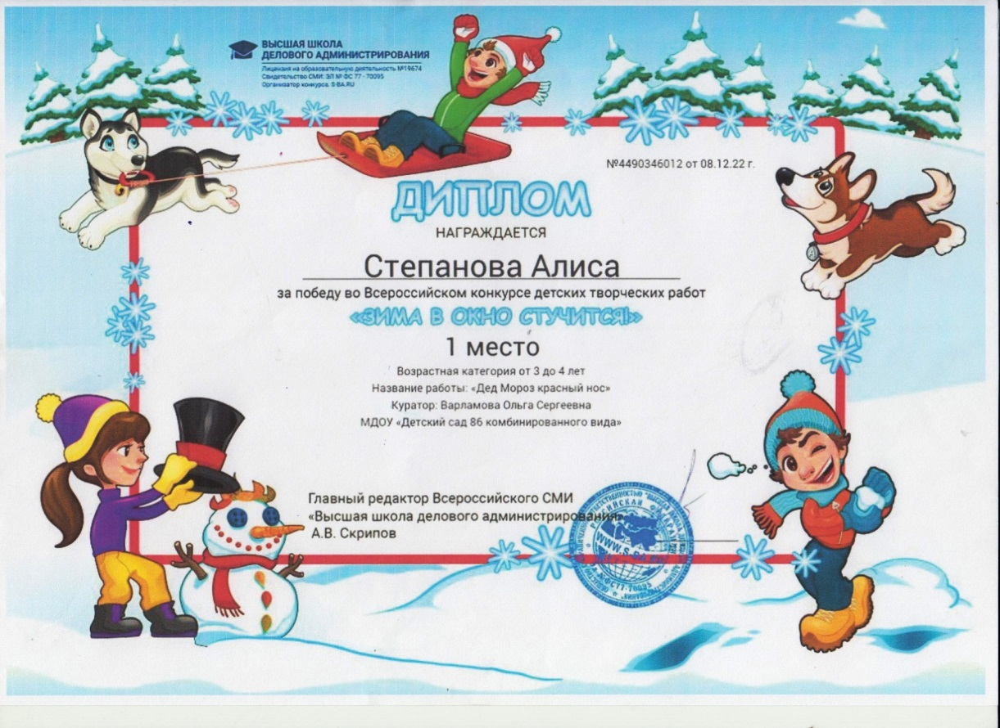 ВЫСШАЯ ШКОЛА
ДЕЛОВОГО АДМИНИСТРИРОВАНИЯ
Лицензия на образовательную деятельность №19674
Свидетельство СМИ: ЭЛ № ФС 77 - 70095
Организатор конкурса: S-BA.RU
№4490346012 от 08.12.22 г.
ДИПЛОМ
НАГРАЖДАЕТСЯ
Степанова Алиса
за победу во Всероссийском конкурсе детских творческих работ
«ЗИМА В ОКНО СТУЧИТСЯ!»
1 место
Возрастная категория от 3 до 4 лет
Название работы: «Дед Мороз красный нос»
Куратор: Варламова Ольга Сергеевна
МДОУ «Детский сад 86 комбинированного вида»
Главный редактор Всероссийского СМИ
«Высшая школа делового администрирования»
А.В. Скрипов
WWW.S-BA.RU